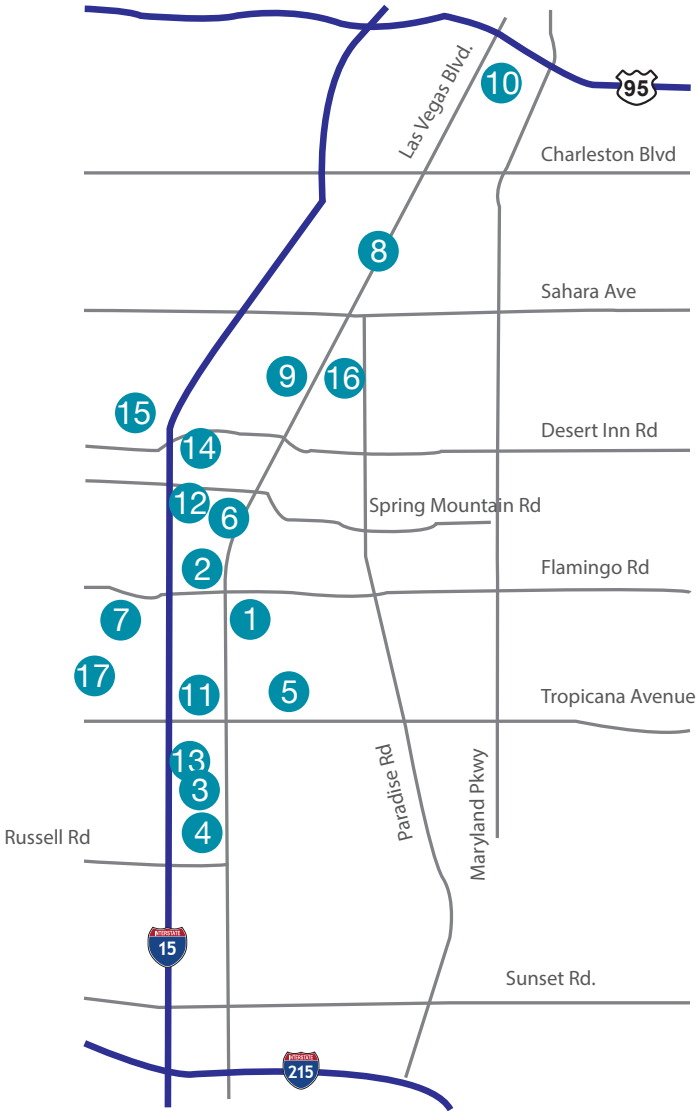 Las Vegas Blvd.
10
95
Charleston Blvd
8
Sahara Ave
9
16
15
Desert Inn Rd
14
12
6
Spring Mountain Rd
2
Flamingo Rd
7
1
17
11
5
Tropicana Avenue
13
3
4
Paradise Rd
Maryland Pkwy
Russell Rd
INTERSTATE
15
Sunset Rd.
INTERSTATE
215